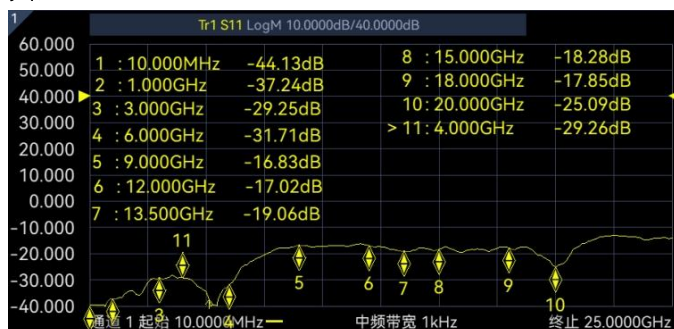 1
Tr1 S11 LogM 10.0000dB/40.0000dB
60.000
50.000
40.000
30.000
20.000
10.000
0.000
-10.000
-20.000
-30.000
-40.000
1 :10.000MHz -44.13dB
2 :1.000GHz -37.24dB
3 :3.000GHz -29.25dB
4 :6.000GHz -31.71dB
5 :9.000GHz -16.83dB
6 :12.000GHz -17.02dB
7 :13.500GHz -19.06dB
8 :15.000GHz -18.28dB
9 :18.000GHz -17.85dB
10:20.000GHz -25.09dB
> 11:4.000GHz -29.26dB
11
3
4
5
6
7
8
9
10
通道 1 起始 10.0000MHz
中频带宽 1kHz
终止 25.0000GHz